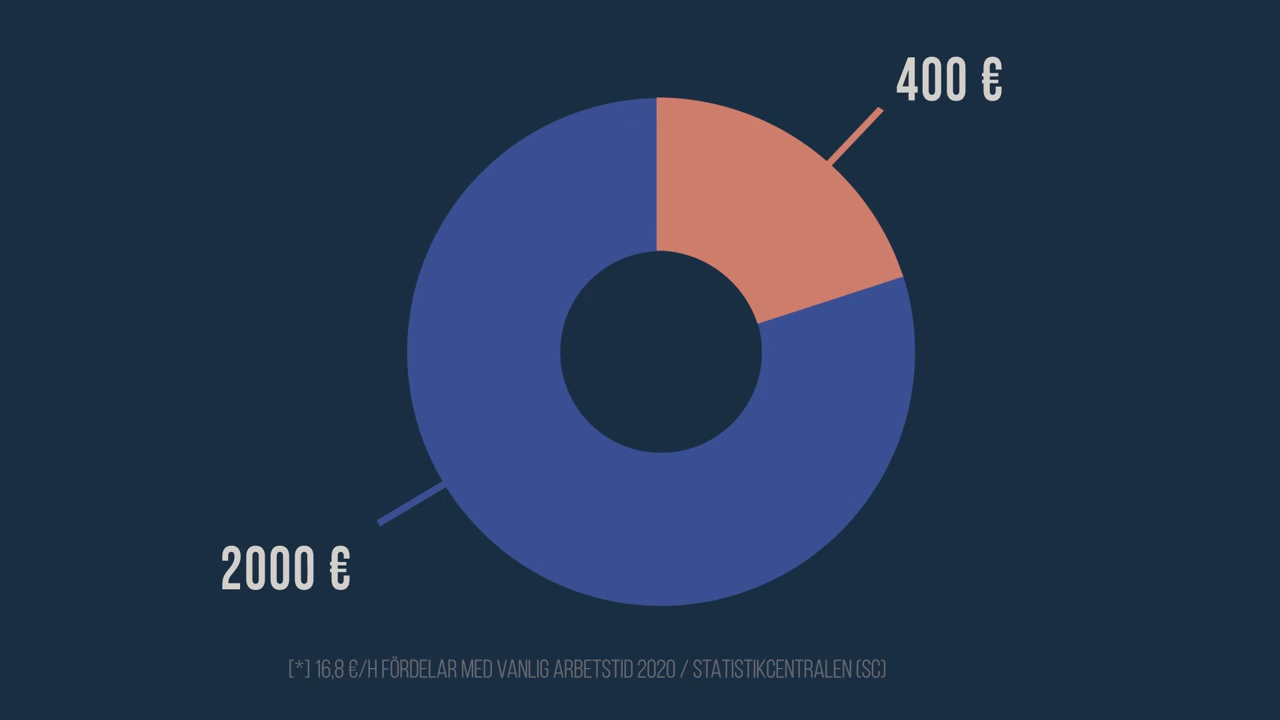 400 €
2000 €
[*] 16,8 €/H FÖRDELAR MED VANLIG ARBETSTID 2020 / STATISTIKCENTRALEN (SC)